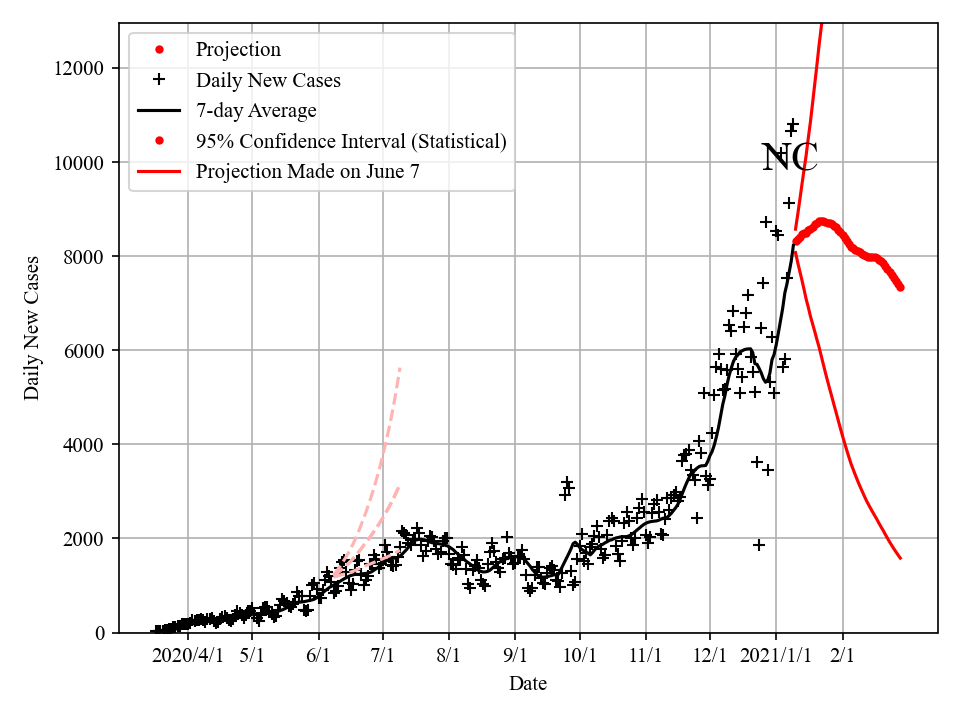 Projection
Daily New Cases
7-day Average
95% Confidence Interval (Statistical)
Projection Made on June 7
NC
12000
10000
8000
6000
4000
2000
0
Daily New Cases
2020/4/1 5/1 6/1 7/1 8/1 9/1 10/1 11/1 12/1 2021/1/1 2/1
Date